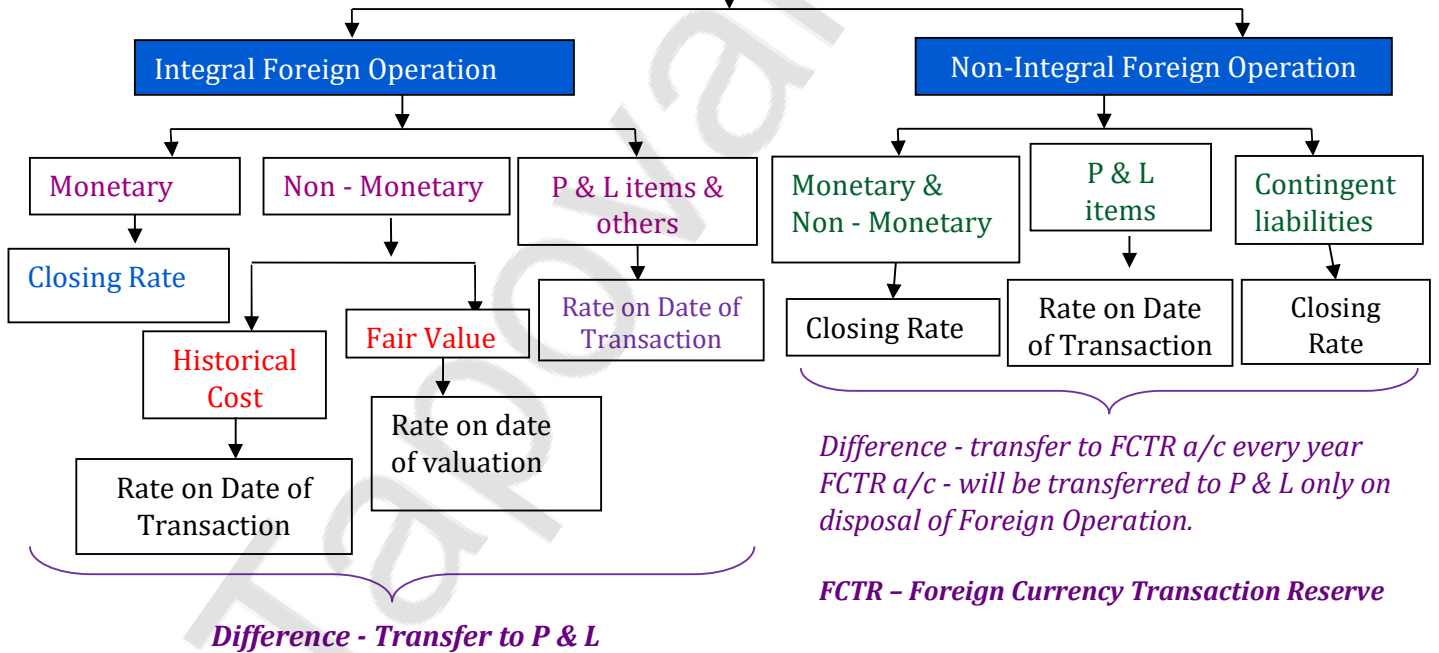 Integral Foreign Operation
Non-Integral Foreign Operation
Monetary
Non - Monetary
P & L items &
others
Monetary &
Non - Monetary
P & L
items
Contingent
liabilities
Closing Rate
Historical
Cost
Fair Value
Rate on Date of
Transaction
Closing Rate
Rate on Date
of Transaction
Closing
Rate
Rate on Date of
Transaction
Rate on date
of valuation
Difference - Transfer to P & L
Difference - transfer to FCTR a/c every year
FCTR a/c - will be transferred to P & L only on
disposal of Foreign Operation.
FCTR – Foreign Currency Transaction Reserve